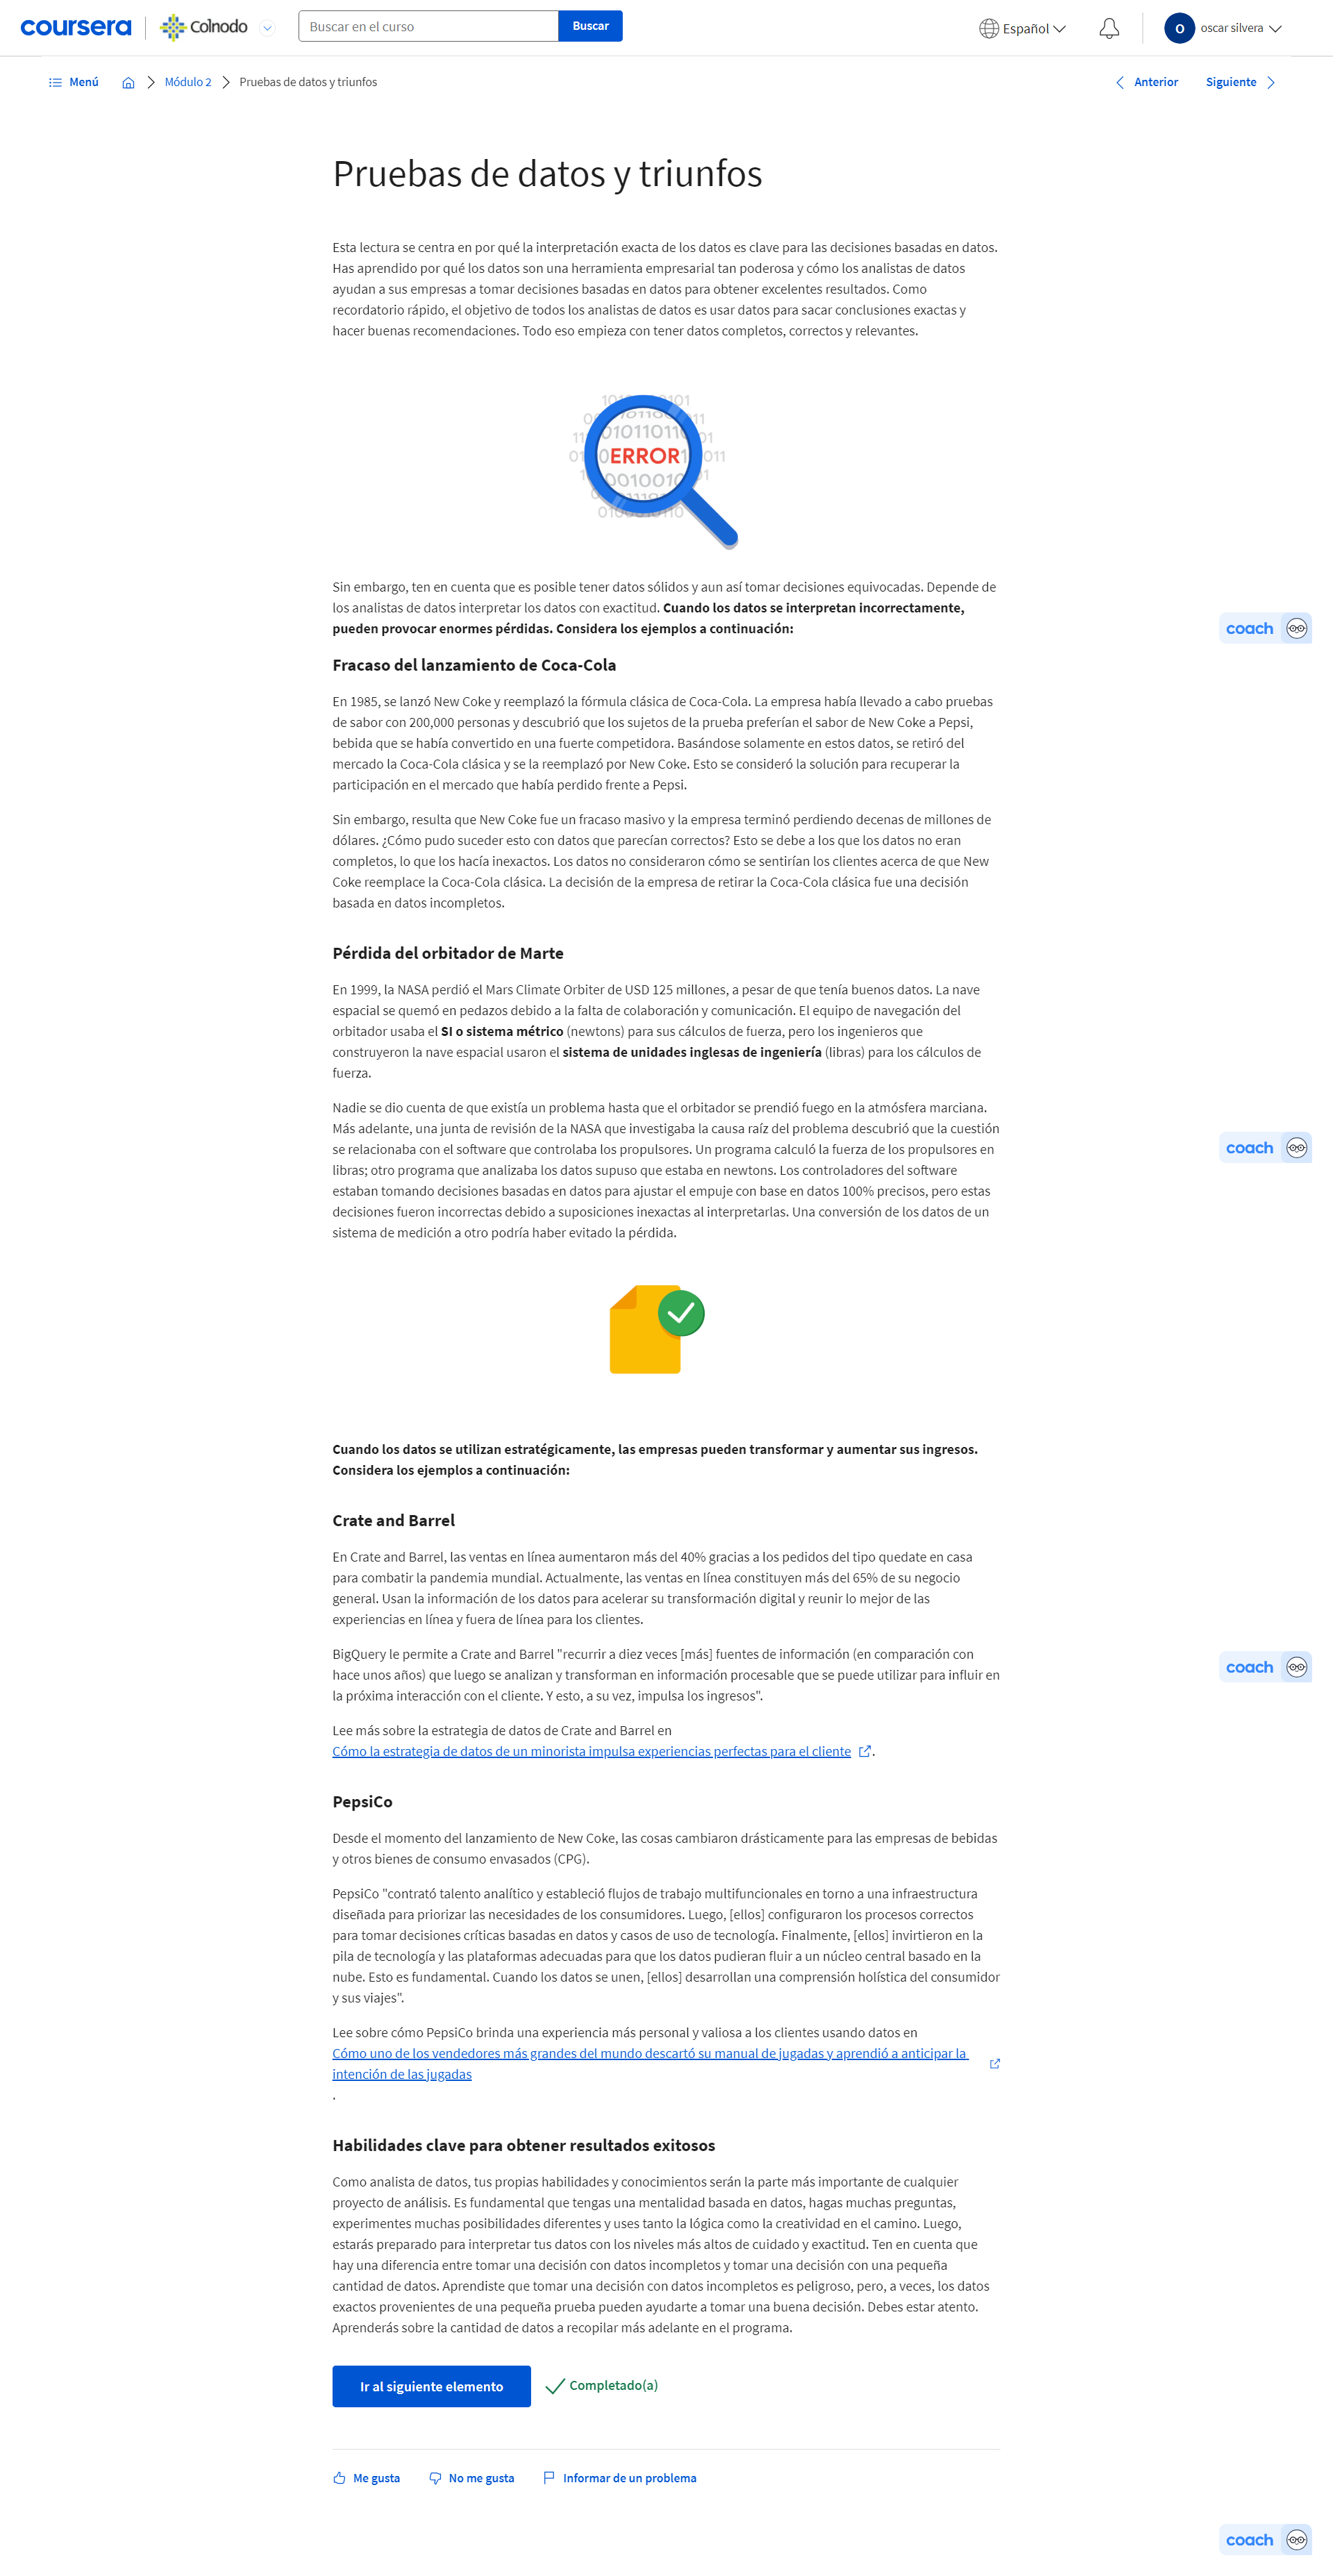 coursera
Colnodo
Buscar en el curso
Buscar
Español
O
oscar silvera
Menú
Módulo 2
Pruebas de datos y triunfos
Anterior
Siguiente
Pruebas de datos y triunfos
Esta lectura se centra en por qué la interpretación exacta de los datos es clave para las decisiones basadas en datos.
Has aprendido por qué los datos son una herramienta empresarial tan poderosa y cómo los analistas de datos
ayudan a sus empresas a tomar decisiones basadas en datos para obtener excelentes resultados. Como
recordatorio rápido, el objetivo de todos los analistas de datos es usar datos para sacar conclusiones exactas y
hacer buenas recomendaciones. Todo eso empieza con tener datos completos, correctos y relevantes.
ERROR
Sin embargo, ten en cuenta que es posible tener datos sólidos y aun así tomar decisiones equivocadas. Depende de
los analistas de datos interpretar los datos con exactitud. Cuando los datos se interpretan incorrectamente,
pueden provocar enormes pérdidas. Considera los ejemplos a continuación:
coach
Fracaso del lanzamiento de Coca-Cola
En 1985, se lanzó New Coke y reemplazó la fórmula clásica de Coca-Cola. La empresa había llevado a cabo pruebas
de sabor con 200,000 personas y descubrió que los sujetos de la prueba preferían el sabor de New Coke a Pepsi,
bebida que se había convertido en una fuerte competidora. Basándose solamente en estos datos, se retiró del
mercado la Coca-Cola clásica y se la reemplazó por New Coke. Esto se consideró la solución para recuperar la
participación en el mercado que había perdido frente a Pepsi.
Sin embargo, resulta que New Coke fue un fracaso masivo y la empresa terminó perdiendo decenas de millones de
dólares. ¿Cómo pudo suceder esto con datos que parecían correctos? Esto se debe a los que los datos no eran
completos, lo que los hacía inexactos. Los datos no consideraron cómo se sentirían los clientes acerca de que New
Coke reemplace la Coca-Cola clásica. La decisión de la empresa de retirar la Coca-Cola clásica fue una decisión
basada en datos incompletos.
Pérdida del orbitador de Marte
En 1999, la NASA perdió el Mars Climate Orbiter de USD 125 millones, a pesar de que tenía buenos datos. La nave
espacial se quemó en pedazos debido a la falta de colaboración y comunicación. El equipo de navegación del
orbitador usaba el SI o sistema métrico (newtons) para sus cálculos de fuerza, pero los ingenieros que
construyeron la nave espacial usaron el sistema de unidades inglesas de ingeniería (libras) para los cálculos de
fuerza.
Nadie se dio cuenta de que existía un problema hasta que el orbitador se prendió fuego en la atmósfera marciana.
Más adelante, una junta de revisión de la NASA que investigaba la causa raíz del problema descubrió que la cuestión
se relacionaba con el software que controlaba los propulsores. Un programa calculó la fuerza de los propulsores en
libras; otro programa que analizaba los datos supuso que estaba en newtons. Los controladores del software
estaban tomando decisiones basadas en datos para ajustar el empuje con base en datos 100% precisos, pero estas
decisiones fueron incorrectas debido a suposiciones inexactas al interpretarlas. Una conversión de los datos de un
sistema de medición a otro podría haber evitado la pérdida.
coach
Cuando los datos se utilizan estratégicamente, las empresas pueden transformar y aumentar sus ingresos.
Considera los ejemplos a continuación:
Crate and Barrel
En Crate and Barrel, las ventas en línea aumentaron más del 40% gracias a los pedidos del tipo quedate en casa
para combatir la pandemia mundial. Actualmente, las ventas en línea constituyen más del 65% de su negocio
general. Usan la información de los datos para acelerar su transformación digital y reunir lo mejor de las
experiencias en línea y fuera de línea para los clientes.
BigQuery le permite a Crate and Barrel "recurrir a diez veces [más] fuentes de información (en comparación con
hace unos años) que luego se analizan y transforman en información procesable que se puede utilizar para influir en
la próxima interacción con el cliente. Y esto, a su vez, impulsa los ingresos".
coach
Lee más sobre la estrategia de datos de Crate and Barrel en
Cómo la estrategia de datos de un minorista impulsa experiencias perfectas para el cliente .
PepsiCo
Desde el momento del lanzamiento de New Coke, las cosas cambiaron drásticamente para las empresas de bebidas
y otros bienes de consumo envasados (CPG).
PepsiCo "contrató talento analítico y estableció flujos de trabajo multifuncionales en torno a una infraestructura
diseñada para priorizar las necesidades de los consumidores. Luego, [ellos] configuraron los procesos correctos
para tomar decisiones críticas basadas en datos y casos de uso de tecnología. Finalmente, [ellos] invirtieron en la
pila de tecnología y las plataformas adecuadas para que los datos pudieran fluir a un núcleo central basado en la
nube. Esto es fundamental. Cuando los datos se unen, [ellos] desarrollan una comprensión holística del consumidor
y sus viajes".
Lee sobre cómo PepsiCo brinda una experiencia más personal y valiosa a los clientes usando datos en
Cómo uno de los vendedores más grandes del mundo descartó su manual de jugadas y aprendió a anticipar la
intención de las jugadas
.
Habilidades clave para obtener resultados exitosos
Como analista de datos, tus propias habilidades y conocimientos serán la parte más importante de cualquier
proyecto de análisis. Es fundamental que tengas una mentalidad basada en datos, hagas muchas preguntas,
experimentes muchas posibilidades diferentes y uses tanto la lógica como la creatividad en el camino. Luego,
estarás preparado para interpretar tus datos con los niveles más altos de cuidado y exactitud. Ten en cuenta que
hay una diferencia entre tomar una decisión con datos incompletos y tomar una decisión con una pequeña
cantidad de datos. Aprendiste que tomar una decisión con datos incompletos es peligroso, pero, a veces, los datos
exactos provenientes de una pequeña prueba pueden ayudarte a tomar una buena decisión. Debes estar atento.
Aprenderás sobre la cantidad de datos a recopilar más adelante en el programa.
Ir al siguiente elemento
Completado(a)
Me gusta
No me gusta
Informar de un problema
coach